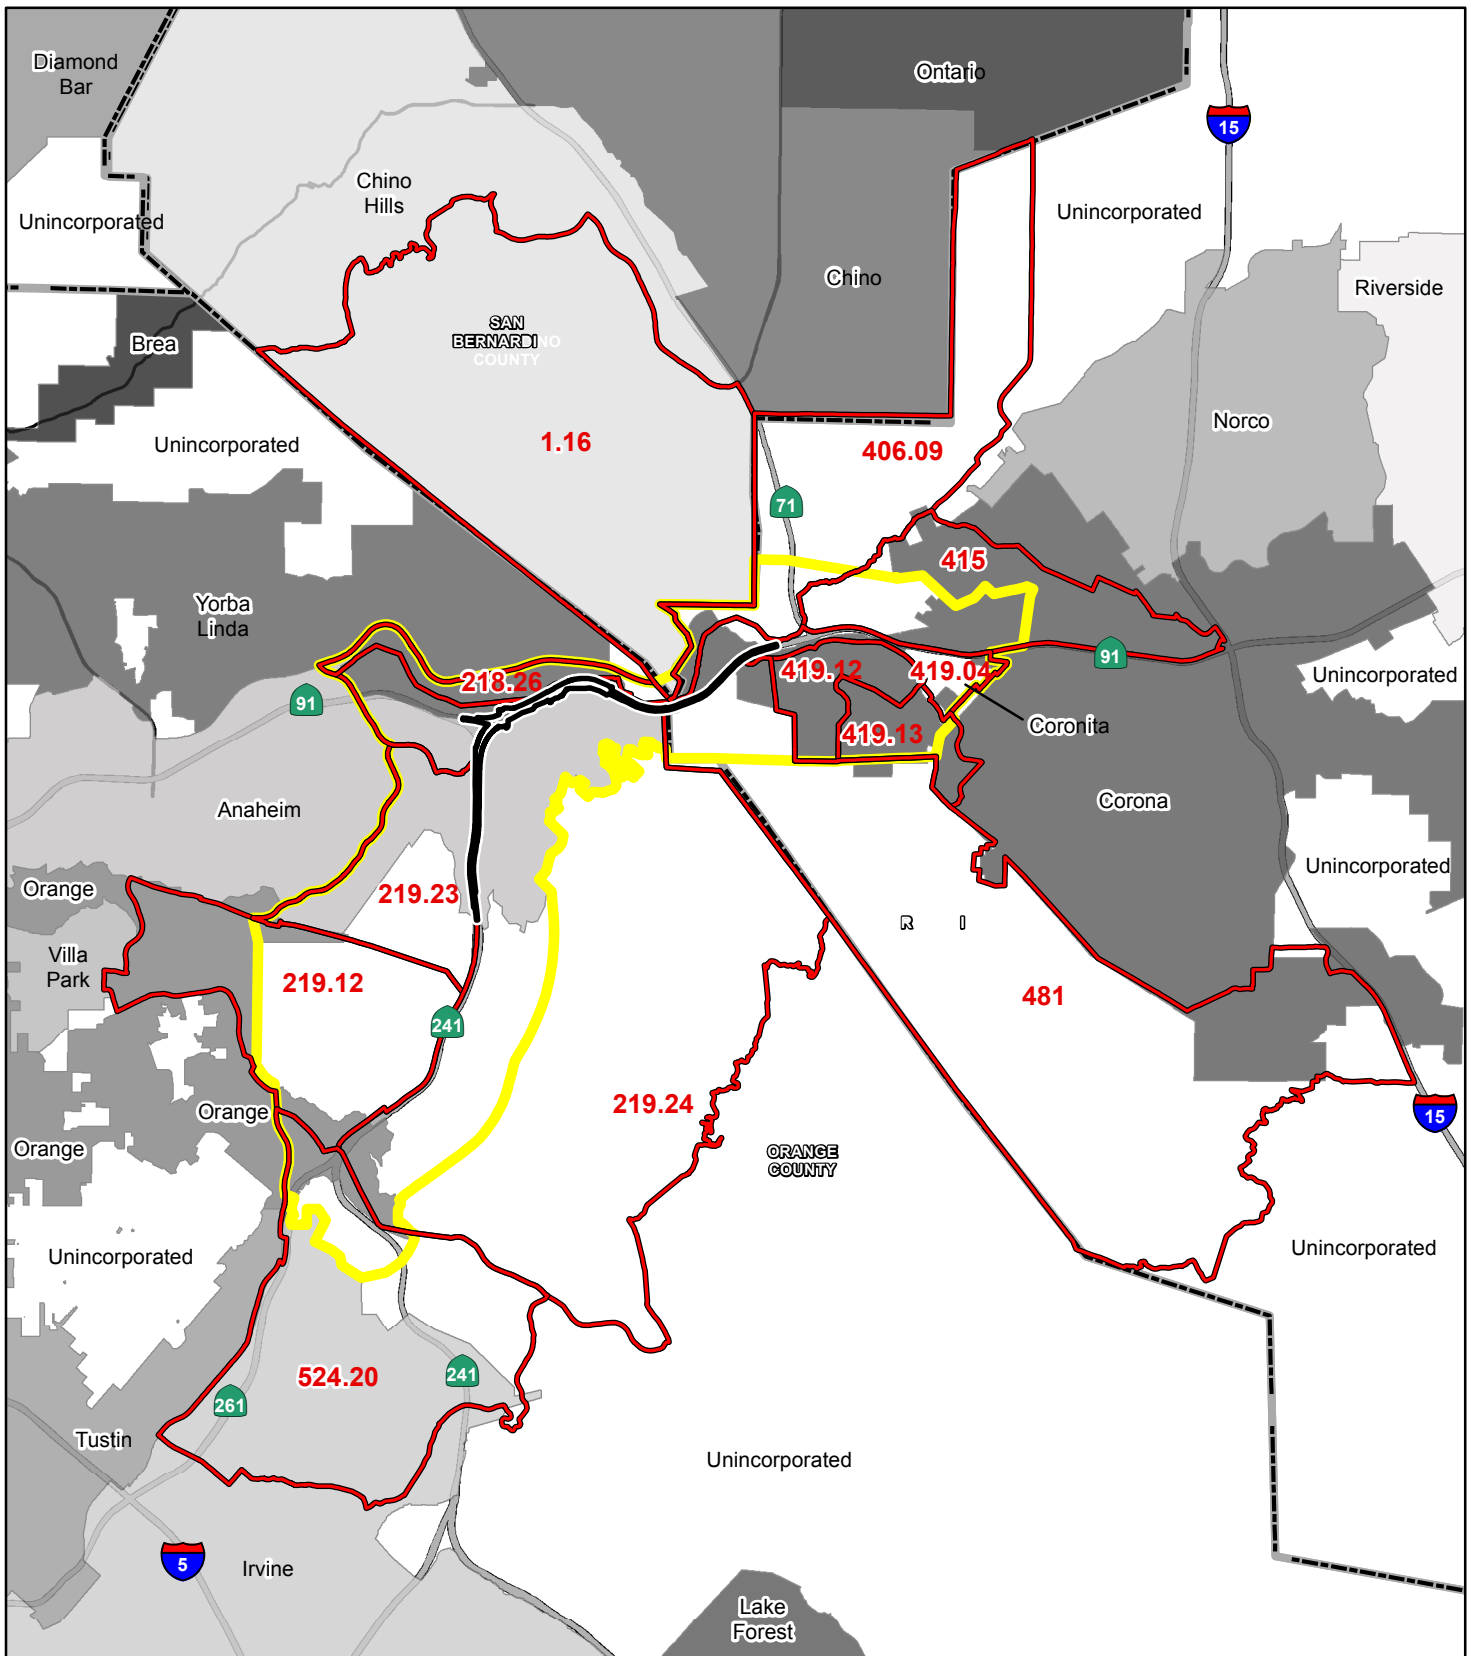 Diamond
Bar
Ontario
15
Chino
Hills
Unincorporated
Unincorporated
Chino
Riverside
SAN
BERNARDINO
COUNTY
Brea
Norco
Unincorporated
1.16
406.09
71
415
Yorba
Linda
91
Unincorporated
218.26
419.12
419.04
91
Coronita
419.13
Anaheim
Corona
Unincorporated
Orange
219.23
R I
Villa
Park
219.12
481
241
219.24
Orange
15
Orange
ORANGE
COUNTY
Unincorporated
Unincorporated
524.20
241
261
Tustin
Unincorporated
5
Irvine
Lake
Forest